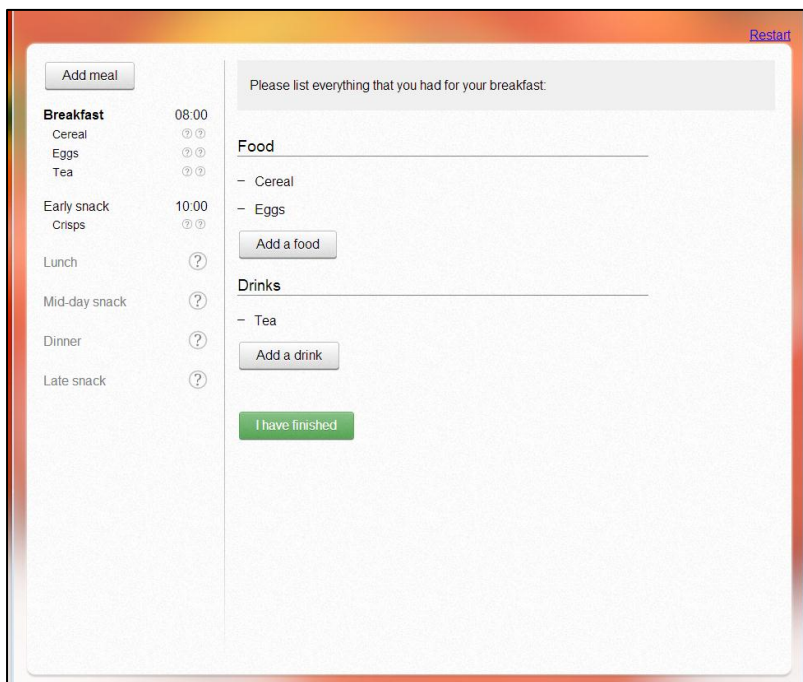 Restart
Add meal
Breakfast 08:00
Cereal ? ?
Eggs ? ?
Tea ? ?
Early snack 10:00
Crisps ? ?
Lunch ?
Mid-day snack ?
Dinner ?
Late snack ?
Please list everything that you had for your breakfast:
Food
– Cereal
– Eggs
Add a food
Drinks
– Tea
Add a drink
I have finished